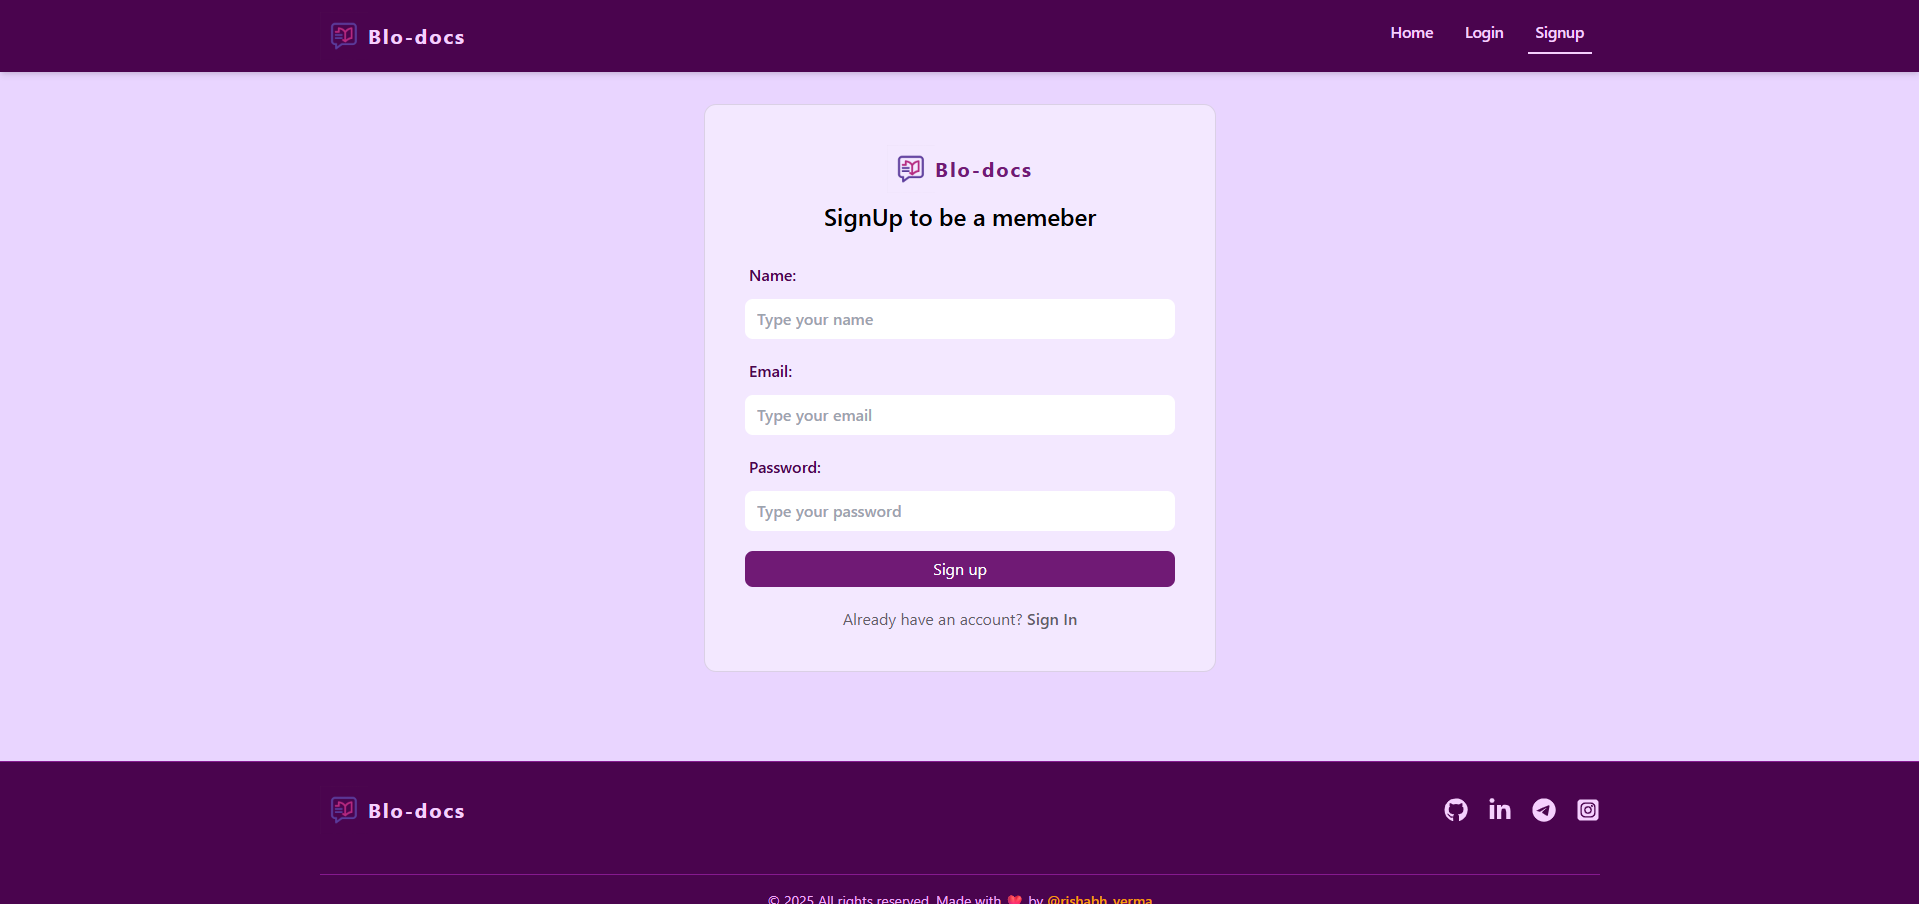 Blo-docs
Home Login Signup
Blo-docs
SignUp to be a memeber
Name:
Type your name
Email:
Type your email
Password:
Type your password
Sign up
Already have an account? Sign In
Blo-docs
© 2025 All rights reserved. Made with ❤️ by @rishabh_verma